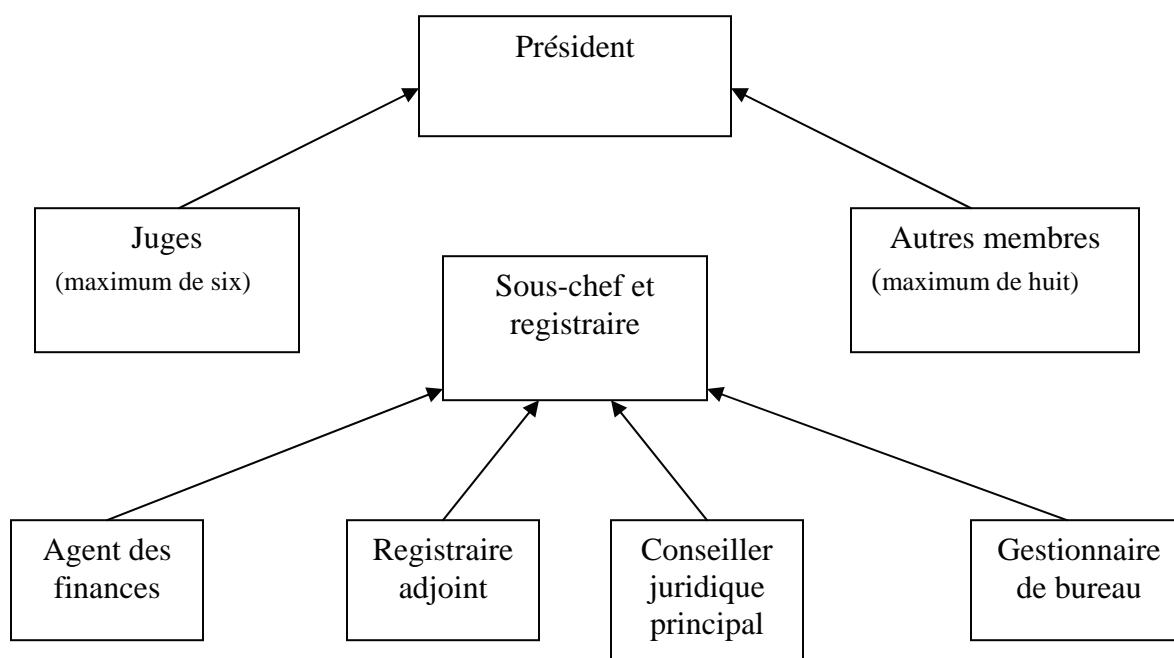 Président
Juges
(maximum de six)
Autres membres
(maximum de huit)
Sous-chef et
registraire
Agent des
finances
Registraire
adjoint
Conseiller
juridique
principal
Gestionnaire
de bureau